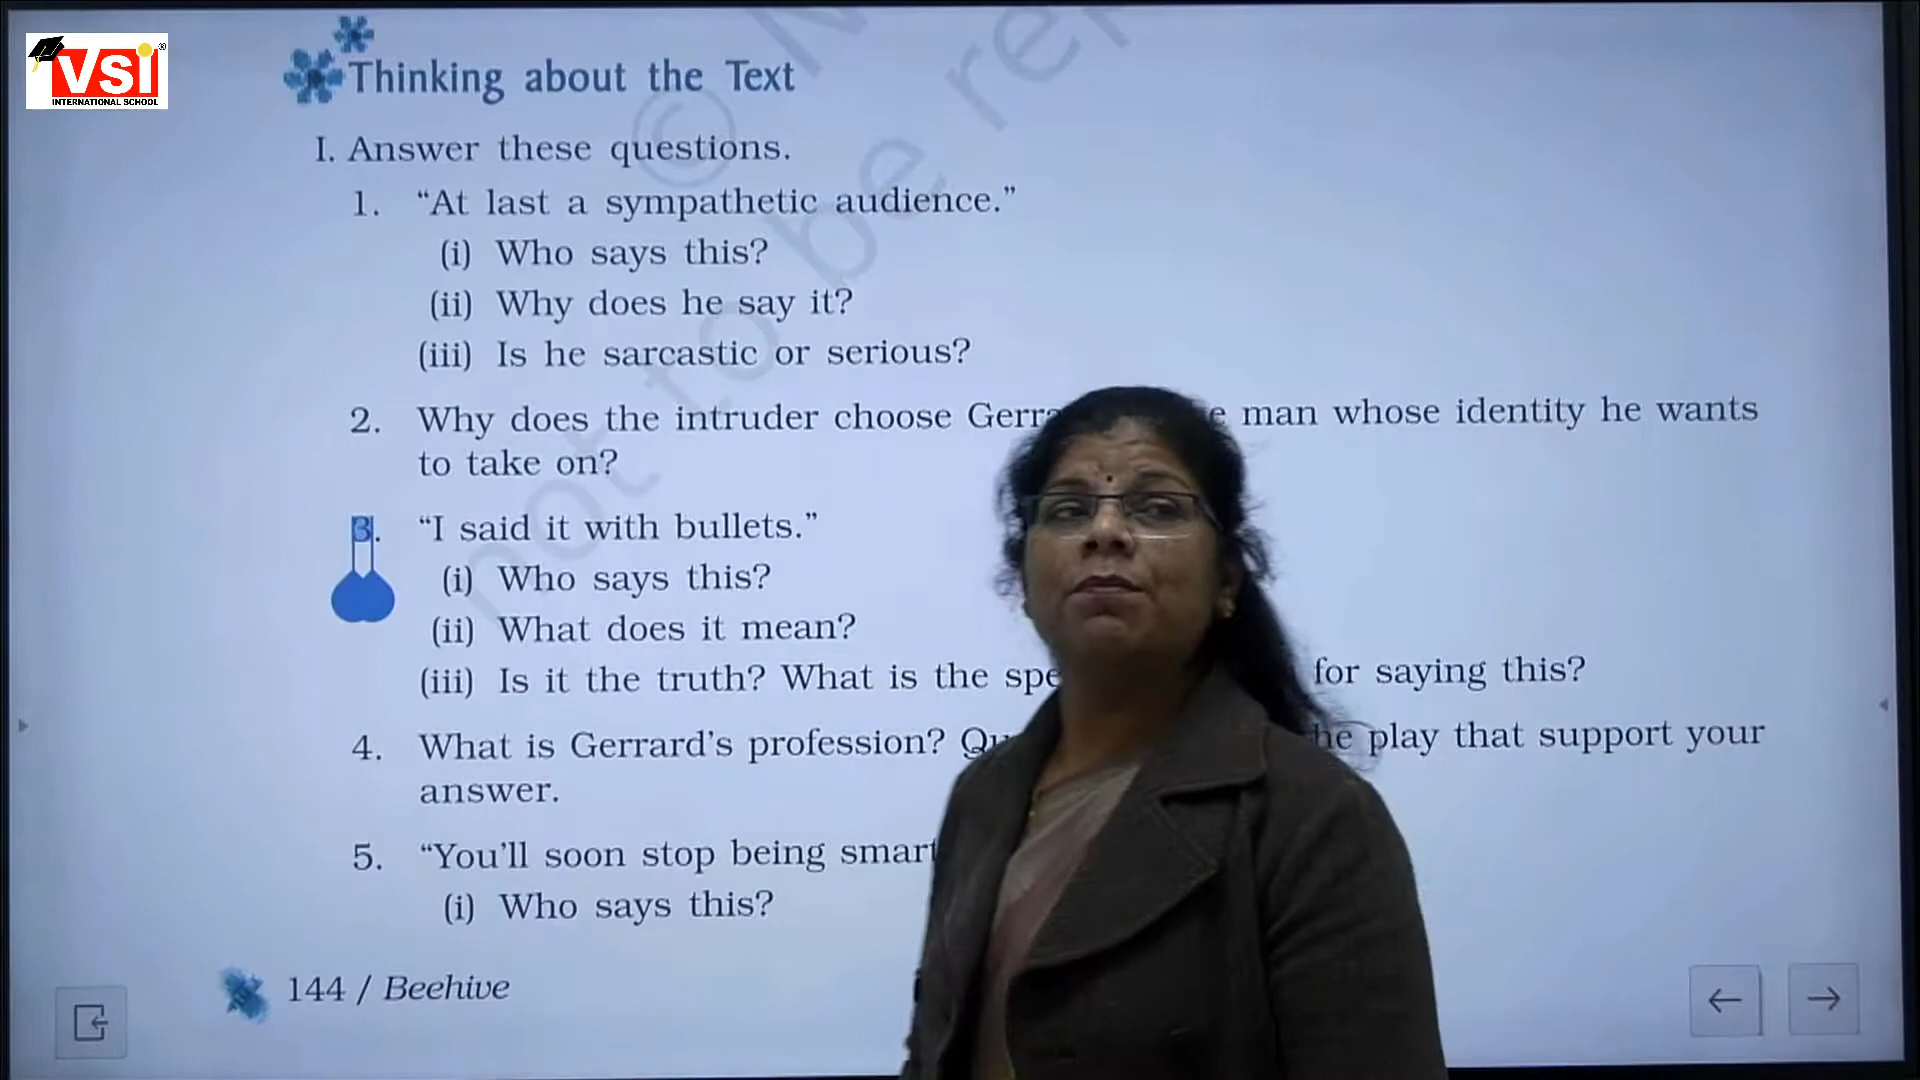 VSI
INTERNATIONAL SCHOOL
Thinking about the Text
I. Answer these questions.
1. “At last a sympathetic audience.”
(i) Who says this?
(ii) Why does he say it?
(iii) Is he sarcastic or serious?
2. Why does the intruder choose man whose identity he wants
to take on?
3. “I said it with bullets.”
(i) Who says this?
(ii) What does it mean?
(iii) Is it the truth? What is the for saying this?
4. What is Gerrard’s profession? play that support your
answer.
5. “You’ll soon stop being smart
(i) Who says this?
144 / Beehive
not to be